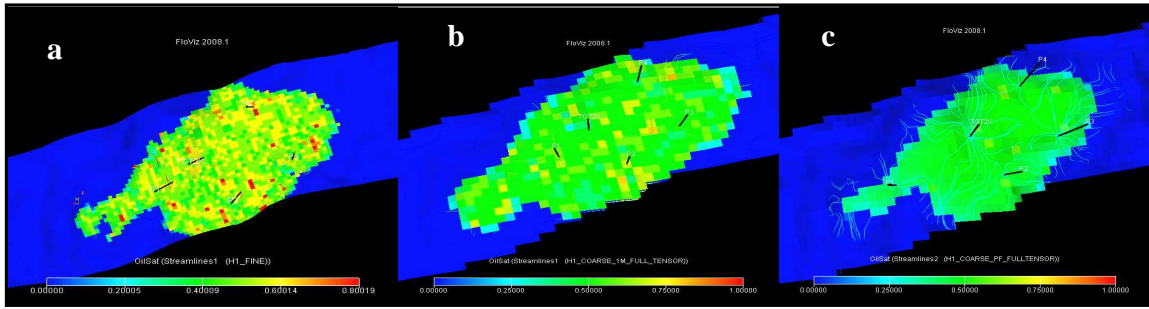 a
FloViz 2008.1
OilSat (Streamlines1 (H1_FINE))
0.00000 0.20005 0.40009 0.60014 0.80019
b
FloViz 2008.1
OilSat (Streamlines1 (H1_COARSE_1M_FULL_TENSOR))
0.00000 0.25000 0.50000 0.75000 1.00000
c
FloViz 2008.1
P4
OilSat (Streamlines2 (H1_COARSE_PF_FULLTENSOR))
0.00000 0.25000 0.50000 0.75000 1.00000